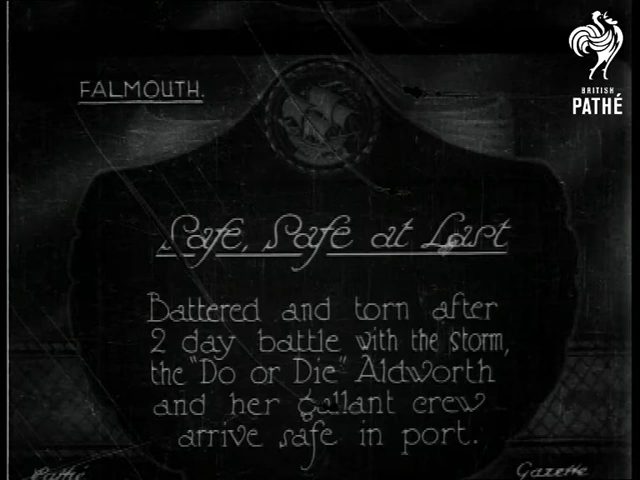 BRITISH
PATHÉ
FALMOUTH.
Safe, Safe at Last
Battered and torn after
2 day battle with the storm,
the "Do or Die" Aldworth
and her gallant crew
arrive safe in port.
Pathé Gazette